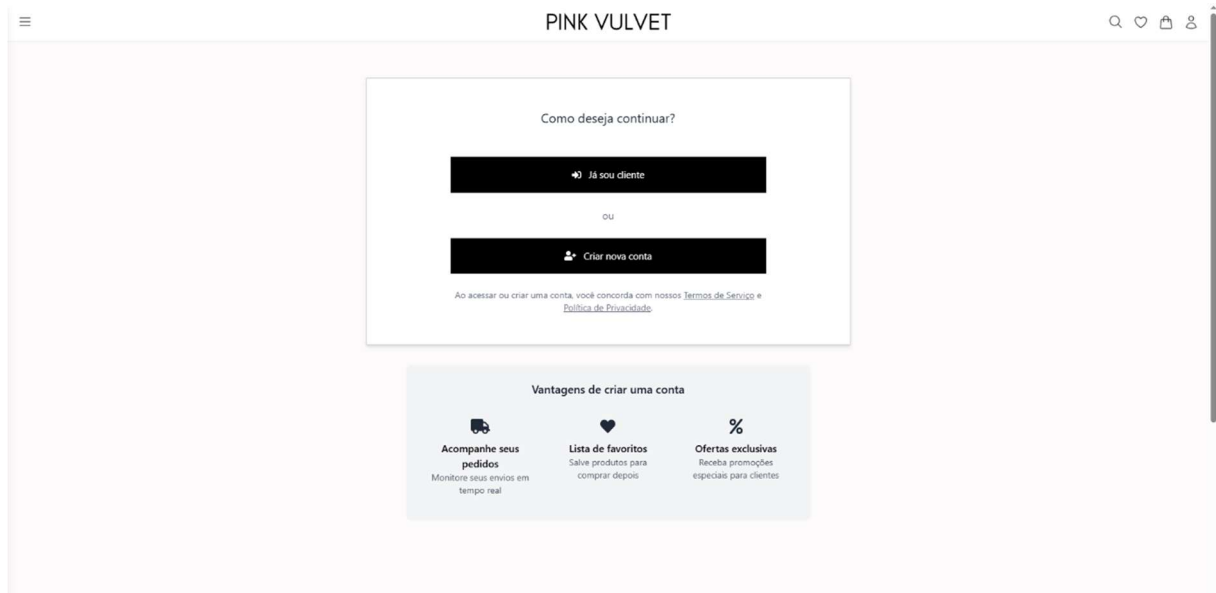 PINK VULVET
Como deseja continuar?
Já sou cliente
ou
Criar nova conta
Ao acessar ou criar uma conta, você concorda com nossos Termos de Serviço e
Política de Privacidade.
Vantagens de criar uma conta
Acompanhe seus
pedidos
Monitore seus envios em
tempo real
Lista de favoritos
Salve produtos para
comprar depois
%
Ofertas exclusivas
Receba promoções
especiais para clientes